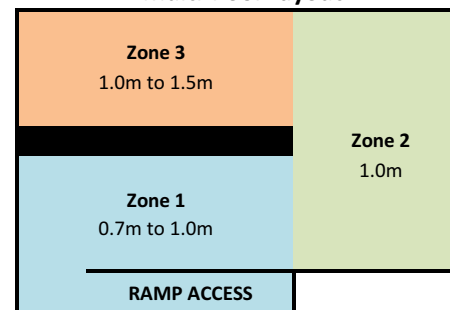 Zone 3
1.0m to 1.5m
Zone 2
1.0m
Zone 1
0.7m to 1.0m
RAMP ACCESS